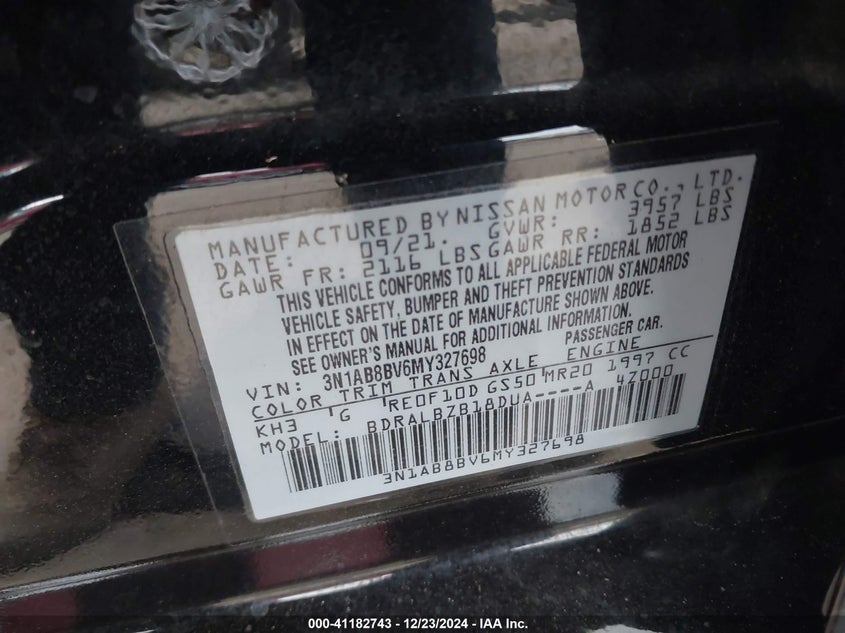 MANUFACTURED BY NISSAN MOTOR CO., LTD.
DATE: 09/21. GVWR: 3957 LBS
GAWR FR: 2116 LBS GAWR RR: 1852 LBS
THIS VEHICLE CONFORMS TO ALL APPLICABLE FEDERAL MOTOR
VEHICLE SAFETY, BUMPER AND THEFT PREVENTION STANDARDS
IN EFFECT ON THE DATE OF MANUFACTURE SHOWN ABOVE.
SEE OWNER'S MANUAL FOR ADDITIONAL INFORMATION.
VIN: 3N1AB8BV6MY327698 PASSENGER CAR.
COLOR TRIM TRANS AXLE ENGINE
KH3 G RE0F10D GS50 MR20 1997 CC
MODEL: BDRALBZB18DUA----A 4Z000
3N1AB8BV6MY327698
000-41182743 - 12/23/2024 - IAA Inc.